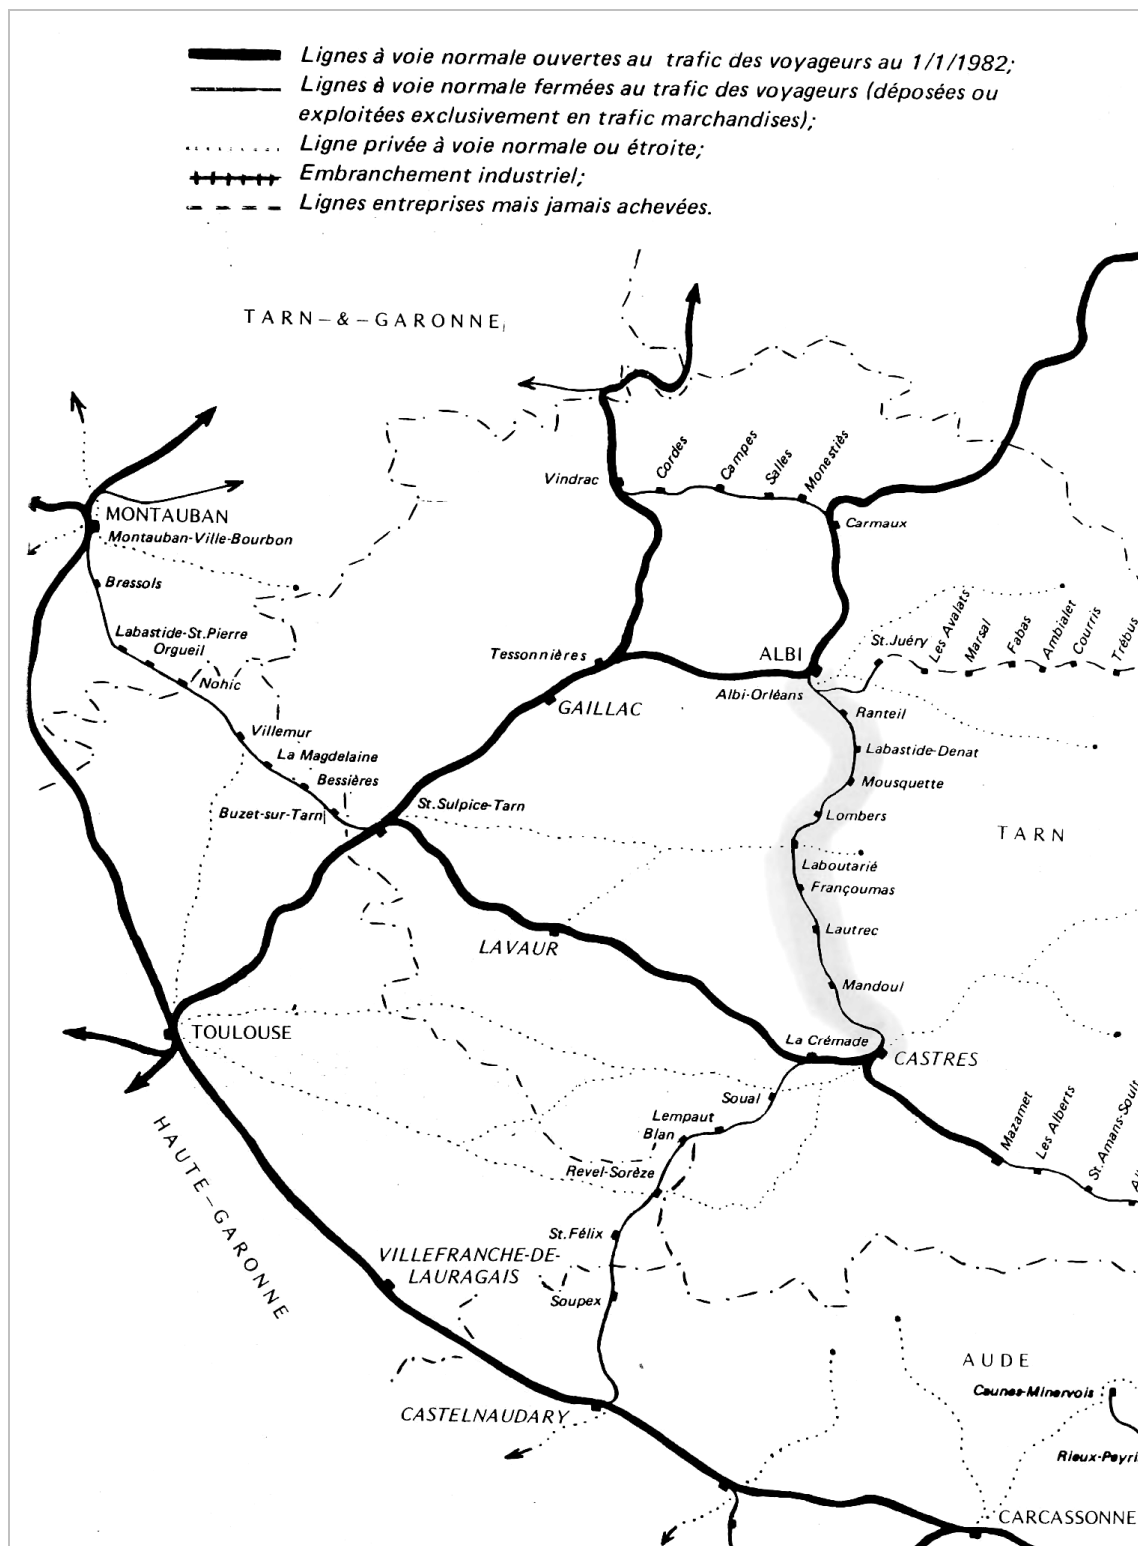 Lignes à voie normale ouvertes au trafic des voyageurs au 1/1/1982;
Lignes à voie normale fermées au trafic des voyageurs (déposées ou
exploitées exclusivement en trafic marchandises);
Ligne privée à voie normale ou étroite;
Embranchement industriel;
Lignes entreprises mais jamais achevées.
TARN-&-GARONNE
Vindrac
Cordes
Campes
Salles
Monestiès
Carmaux
MONTAUBAN
Montauban-Ville-Bourbon
Bressols
Labastide-St.Pierre
Orgueil
Nohic
Villemur
La Magdelaine
Bessières
Buzet-sur-Tarn
St.Sulpice-Tarn
Tessonnières
GAILLAC
ALBI
Albi-Orléans
St.Juéry
Les Avalats
Marsal
Fabas
Ambialet
Courris
Trébus
Ranteil
Labastide-Denat
Mousquette
Lombers
TARN
Laboutarié
Françoumas
Lautrec
Mandoul
LAVAUR
TOULOUSE
La Crémade
CASTRES
Soual
Lempaut
Blan
Revel-Sorèze
Mazamet
Les Alberts
St.Amans-Soult
HAUTE-GARONNE
St.Félix
VILLEFRANCHE-DE-
LAURAGAIS
Soupex
AUDE
Caunes-Minervois
CASTELNAUDARY
Rieux-Peyri
CARCASSONNE